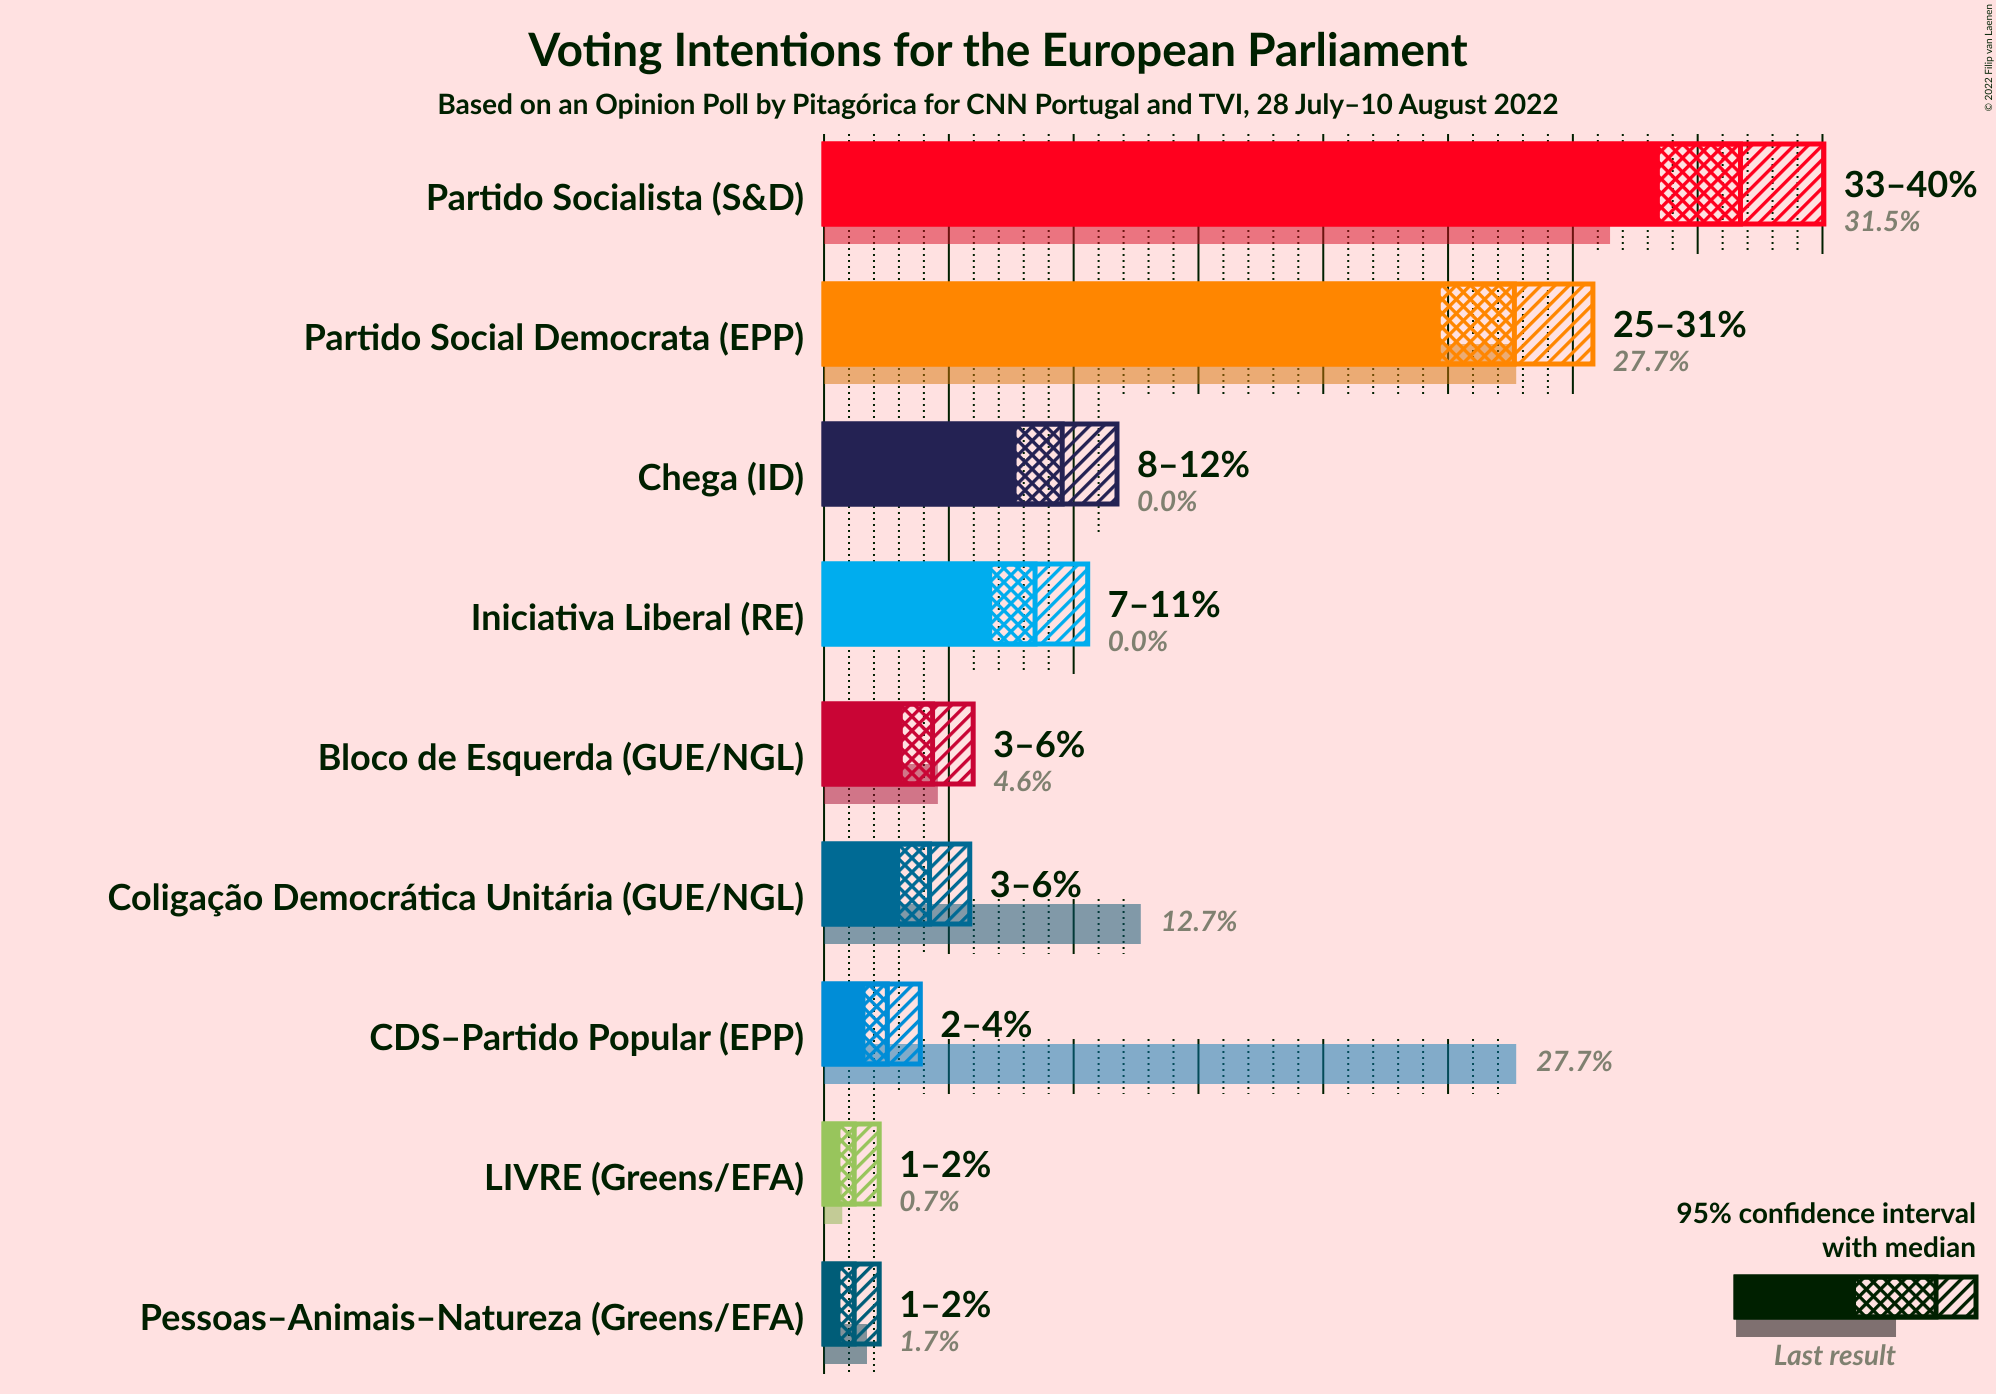 Voting Intentions for the European Parliament
Based on an Opinion Poll by Pitagórica for CNN Portugal and TVI, 28 July–10 August 2022
© 2022 Filip van Laenen
Partido Socialista (S&D)
33–40%
31.5%
Partido Social Democrata (EPP)
25–31%
27.7%
Chega (ID)
8–12%
0.0%
Iniciativa Liberal (RE)
7–11%
0.0%
Bloco de Esquerda (GUE/NGL)
3–6%
4.6%
Coligação Democrática Unitária (GUE/NGL)
3–6%
12.7%
CDS–Partido Popular (EPP)
2–4%
27.7%
LIVRE (Greens/EFA)
1–2%
0.7%
Pessoas–Animais–Natureza (Greens/EFA)
1–2%
1.7%
95% confidence interval
with median
Last result